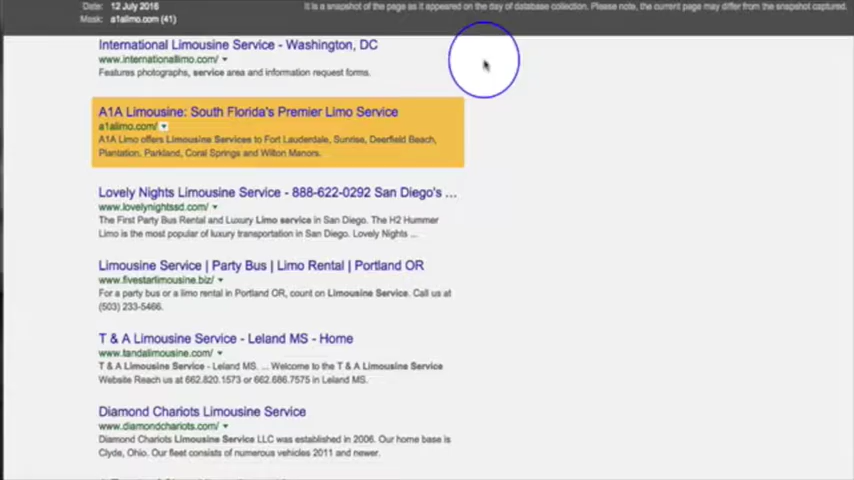 Date: 12 July 2016 It is a snapshot of the page as it appeared on the day of database collection. Please note, the current page may differ from the snapshot captured.
Mask: a1alimo.com (41)
International Limousine Service - Washington, DC
www.internationallimo.com/
Features photographs, service area and information request forms.
A1A Limousine: South Florida's Premier Limo Service
a1alimo.com/
A1A Limo offers Limousine Services to Fort Lauderdale, Sunrise, Deerfield Beach,
Plantation, Parkland, Coral Springs and Wilton Manors.
Lovely Nights Limousine Service - 888-622-0292 San Diego's ...
www.lovelynightssd.com/
The First Party Bus Rental and Luxury Limo service in San Diego. The H2 Hummer
Limo is the most popular of luxury transportation in San Diego. Lovely Nights ...
Limousine Service | Party Bus | Limo Rental | Portland OR
www.fivestarlimousine.biz/
For a party bus or a limo rental in Portland OR, count on Limousine Service. Call us at
(503) 233-5466.
T & A Limousine Service - Leland MS - Home
www.tandalimousine.com/
T & A Limousine Service - Leland MS. ... Welcome to the T & A Limousine Service
Website Reach us at 662.820.1573 or 662.686.7575 in Leland MS.
Diamond Chariots Limousine Service
www.diamondchariots.com/
Diamond Chariots Limousine Service LLC was established in 2006. Our home base is
Clyde, Ohio. Our fleet consists of numerous vehicles 2011 and newer.